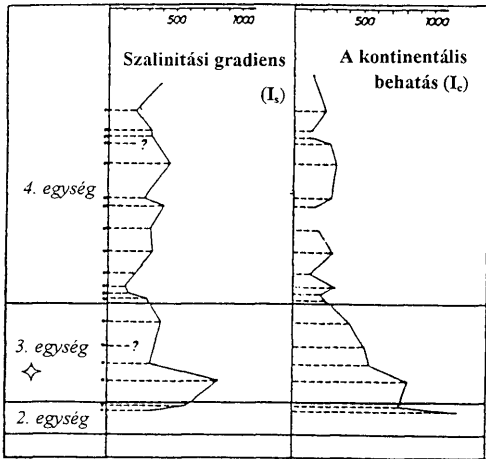 500 1000
500 1000
Szalinitási gradiens
(Is)
A kontinentális
behatás (Ic)
?
4. egység
3. egység
?
2. egység